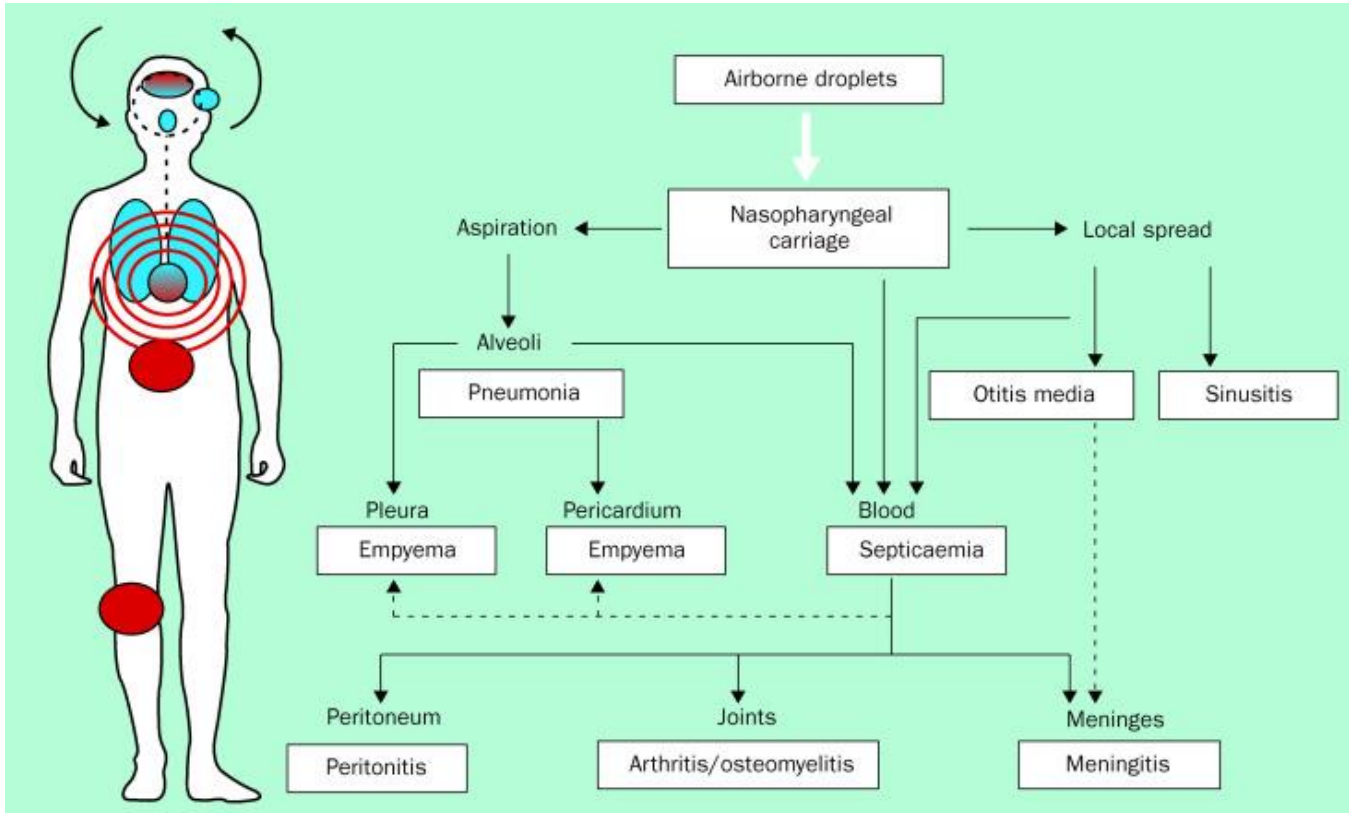 Airborne droplets
Nasopharyngeal
carriage
Aspiration
Local spread
Alveoli
Pneumonia
Otitis media
Sinusitis
Pleura
Empyema
Pericardium
Empyema
Blood
Septicaemia
Peritoneum
Peritonitis
Joints
Arthritis/osteomyelitis
Meninges
Meningitis